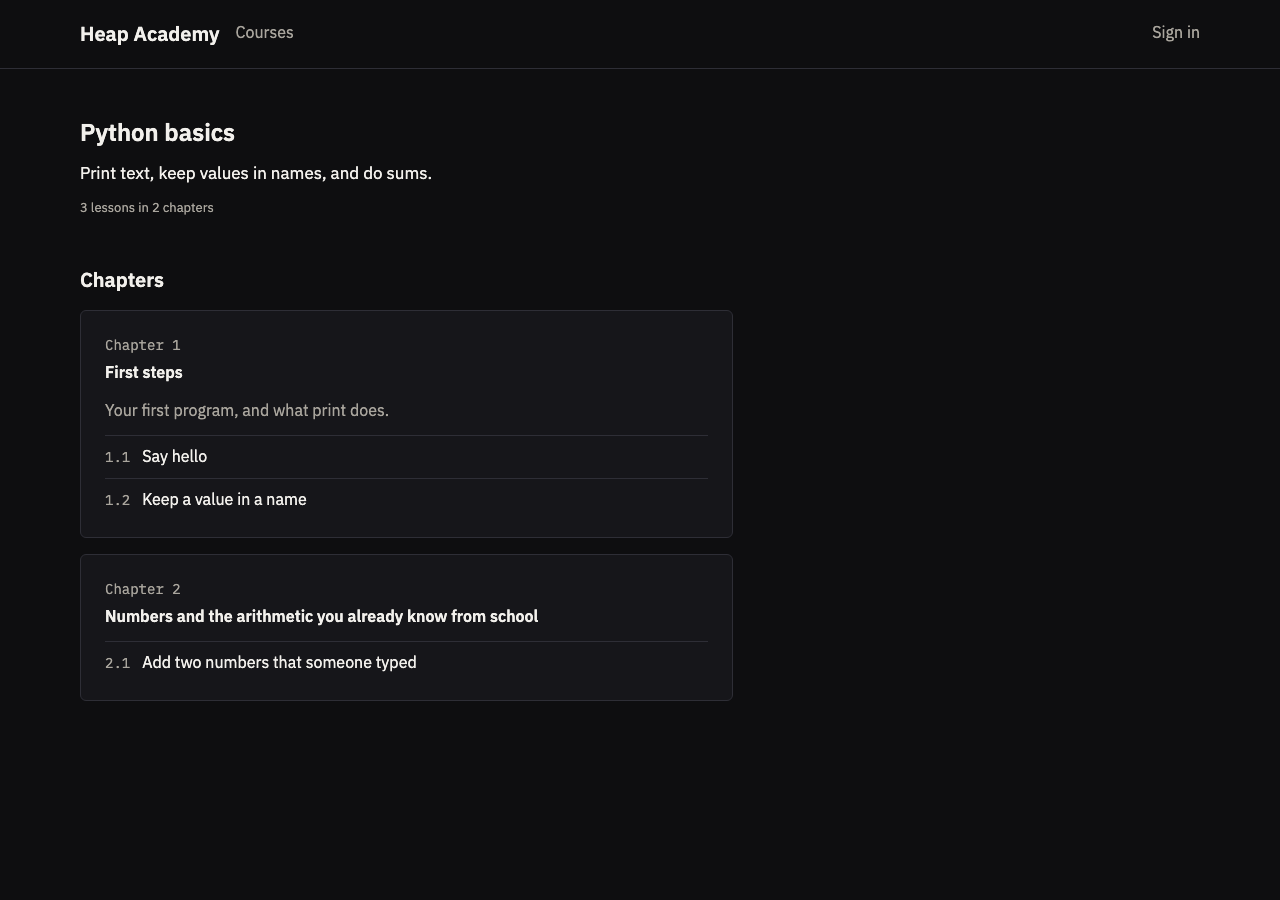 Heap Academy Courses Sign in
Python basics
Print text, keep values in names, and do sums.
3 lessons in 2 chapters
Chapters
Chapter 1
First steps
Your first program, and what print does.
1.1 Say hello
1.2 Keep a value in a name
Chapter 2
Numbers and the arithmetic you already know from school
2.1 Add two numbers that someone typed